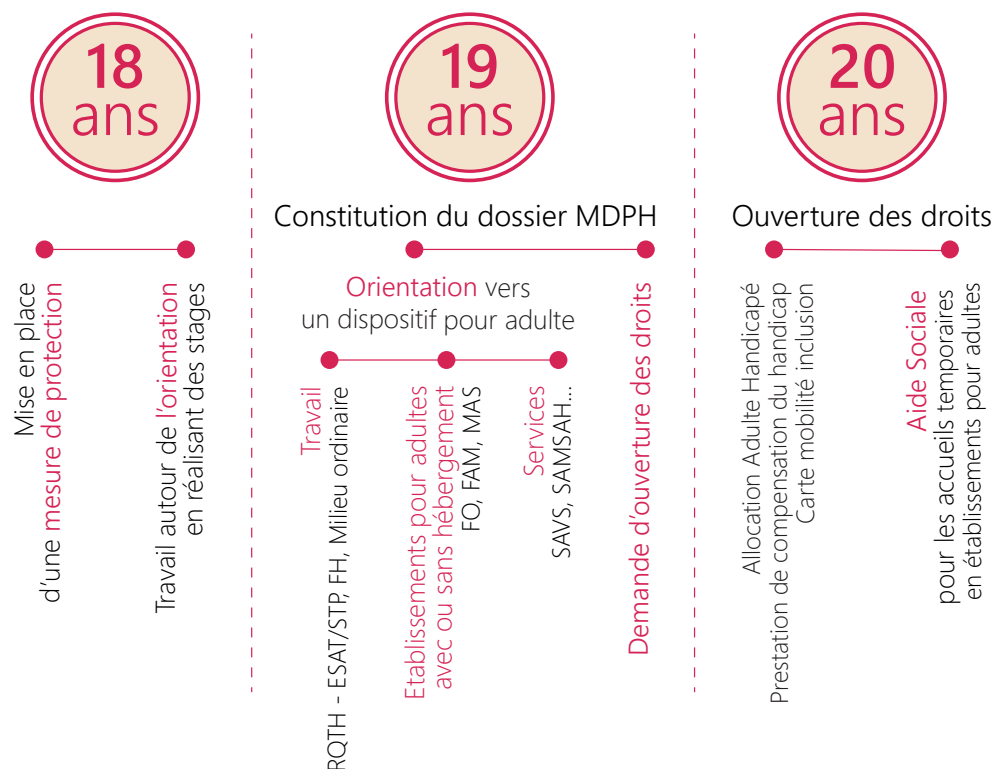 18
ans
Mise en place
d'une mesure de protection
Travail autour de l'orientation
en réalisant des stages
19
ans
Constitution du dossier MDPH
Orientation vers
un dispositif pour adulte
Travail
RQTH - ESAT/STP, FH, Milieu ordinaire
Etablissements pour adultes
avec ou sans hébergement
FO, FAM, MAS
Services
SAVS, SAMSAH...
Demande d'ouverture des droits
20
ans
Ouverture des droits
Allocation Adulte Handicapé
Prestation de compensation du handicap
Carte mobilité inclusion
Aide Sociale
pour les accueils temporaires
en établissements pour adultes